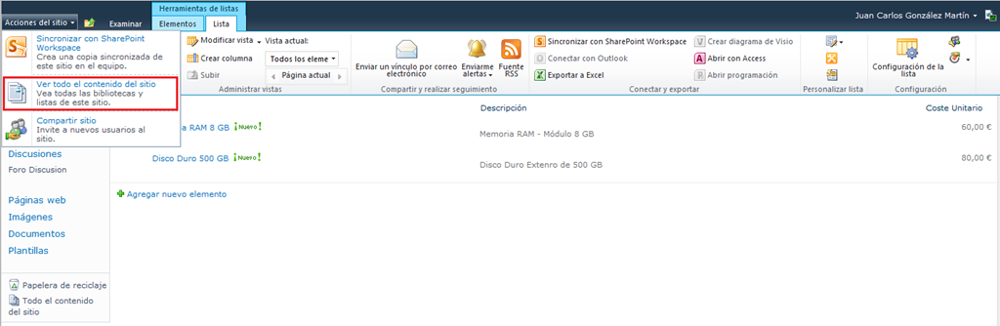 Herramientas de listas
Acciones del sitio
Examinar
Elementos
Lista
Juan Carlos González Martín
Sincronizar con SharePoint
Workspace
Crea una copia sincronizada de
este sitio en el equipo.
Ver todo el contenido del sitio
Vea todas las bibliotecas y
listas de este sitio.
Compartir sitio
Invite a nuevos usuarios al
sitio.
Modificar vista
Crear columna
Subir
Vista actual:
Todos los eleme
Página actual
Administrar vistas
Enviar un vínculo por correo
electrónico
Enviarme
alertas
Fuente
RSS
Compartir y realizar seguimiento
Sincronizar con SharePoint Workspace
Conectar con Outlook
Exportar a Excel
Crear diagrama de Visio
Abrir con Access
Abrir programación
Conectar y exportar
Personalizar lista
Configuración de la
lista
Configuración
Descripción
Coste Unitario
a RAM 8 GB ¡Nuevo!
Memoria RAM - Módulo 8 GB
60,00 €
Disco Duro 500 GB ¡Nuevo!
Disco Duro Extenro de 500 GB
80,00 €
Agregar nuevo elemento
Discusiones
Foro Discusion
Páginas web
Imágenes
Documentos
Plantillas
Papelera de reciclaje
Todo el contenido
del sitio